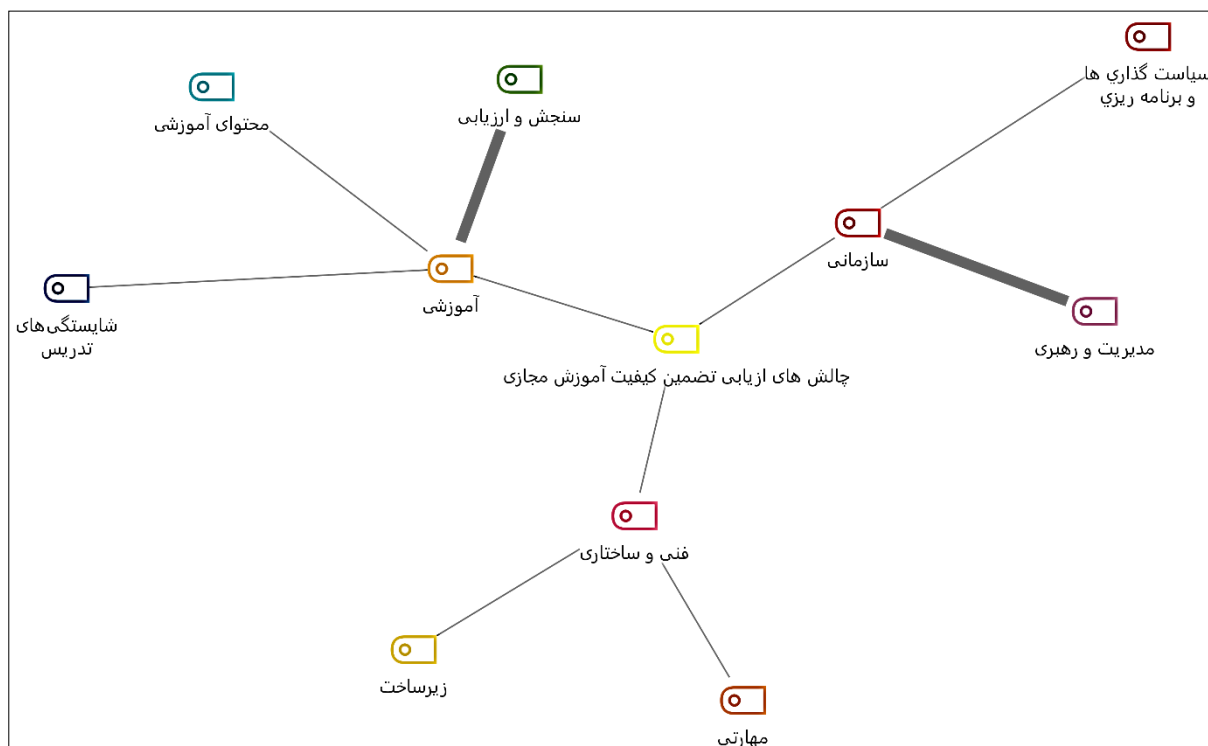 سياست گذاري ها
و برنامه ريزي
سنجش و ارزیابی
محتوای آموزشی
سازمانی
آموزشی
شایستگی‌های
تدریس
مدیریت و رهبری
چالش های ازیابی تضمین کیفیت آموزش مجازی
فنی و ساختاری
زیرساخت
مهارتی